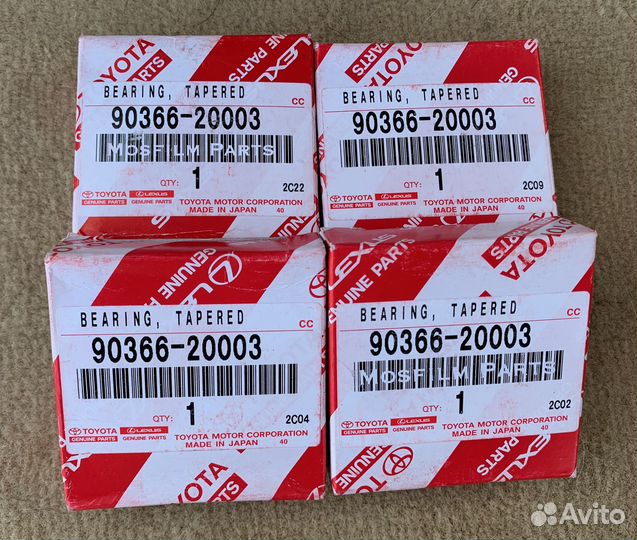 TOYOTA
PARTS
LEXUS
BEARING, TAPERED
CC
90366-20003
MOSFILM PARTS
QTY:
1
2C22
TOYOTA
GENUINE PARTS
LEXUS
GENUINE PARTS
TOYOTA MOTOR CORPORATION
MADE IN JAPAN 40
TOYOTA
PARTS
GENUINE
BEARING, TAPERED
CC
90366-20003
QTY:
1
2C09
TOYOTA
GENUINE PARTS
LEXUS
GENUINE PARTS
TOYOTA MOTOR CORPORATION
MADE IN JAPAN 40
GENUINE
LEXUS
BEARING, TAPERED
CC
90366-20003
QTY:
1
2C04
TOYOTA
GENUINE PARTS
LEXUS
GENUINE PARTS
TOYOTA MOTOR CORPORATION
MADE IN JAPAN 40
TOYOTA
GENUINE PARTS
TOYOTA
PARTS
BEARING, TAPERED
CC
90366-20003
MOSFILM PARTS
QTY:
1
2C02
TOYOTA
GENUINE PARTS
LEXUS
GENUINE PARTS
TOYOTA MOTOR CORPORATION
MADE IN JAPAN 40
GENUINE
PARTS
LEXUS
Avito